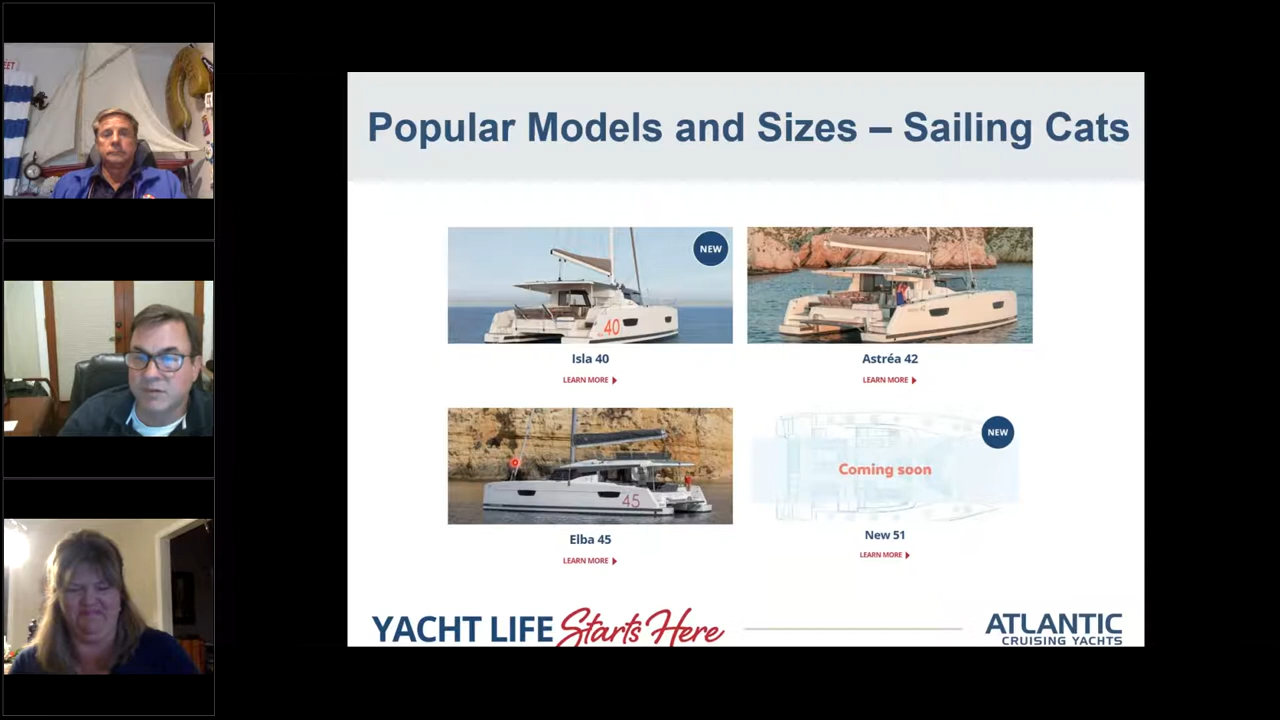 EET
Popular Models and Sizes – Sailing Cats
NEW
40
Isla 40
LEARN MORE
Astréa 42
LEARN MORE
45
Elba 45
LEARN MORE
NEW
Coming soon
New 51
LEARN MORE
YACHT LIFE Starts Here
ATLANTIC
CRUISING YACHTS